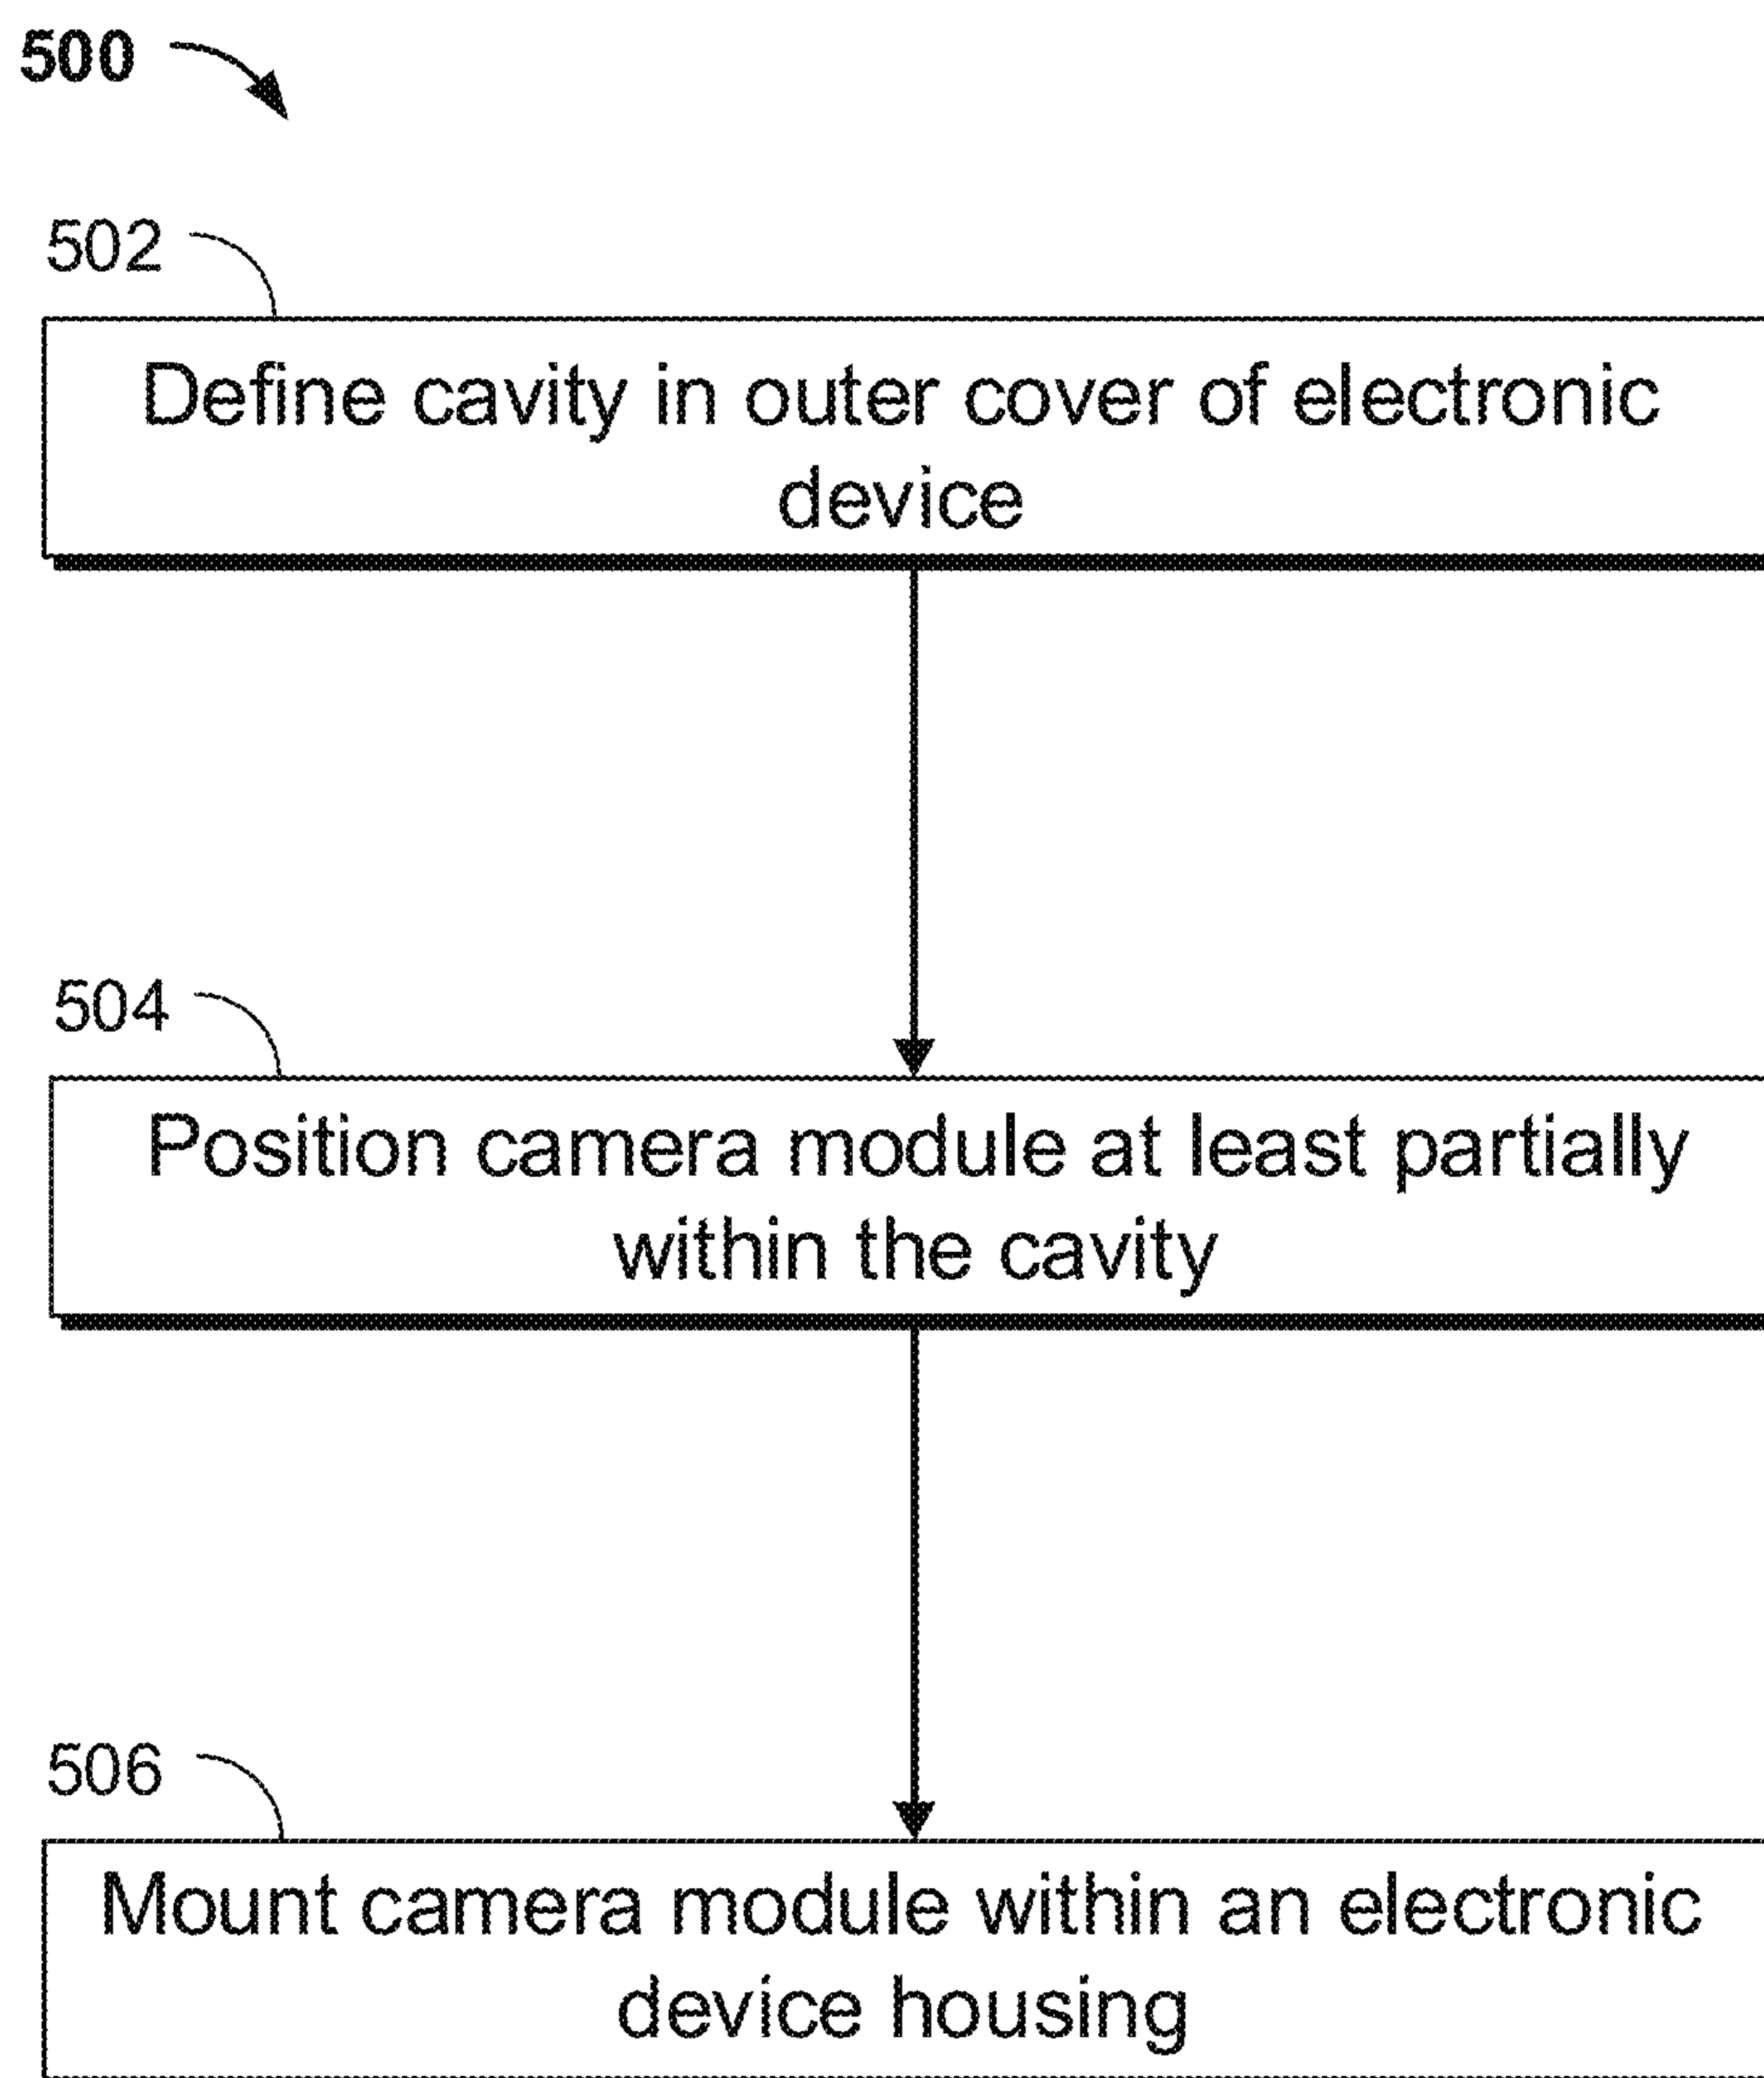 500
502
Define cavity in outer cover of electronic
device
504
Position camera module at least partially
within the cavity
506
Mount camera module within an electronic
device housing